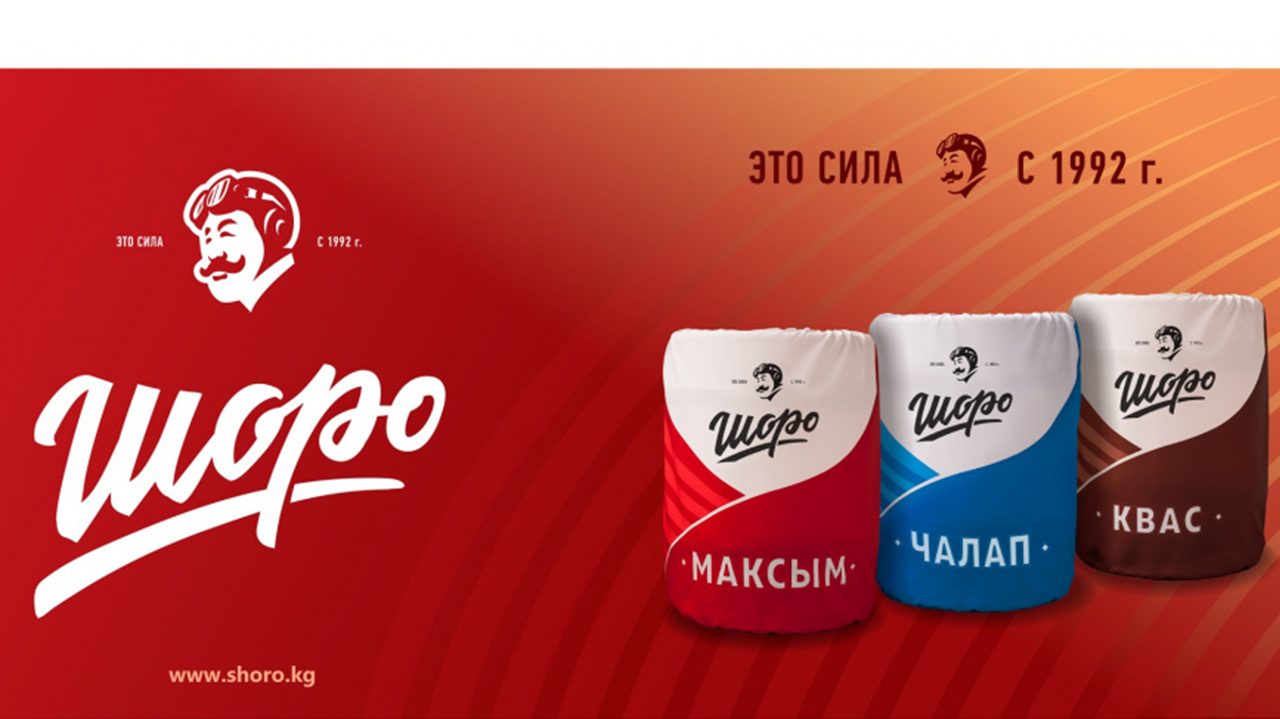 ЭТО СИЛА С 1992 г.
ЭТО СИЛА С 1992 г.
Шоро
www.shoro.kg
Шоро
· МАКСЫМ ·
Шоро
· ЧАЛАП ·
Шоро
· КВАС ·